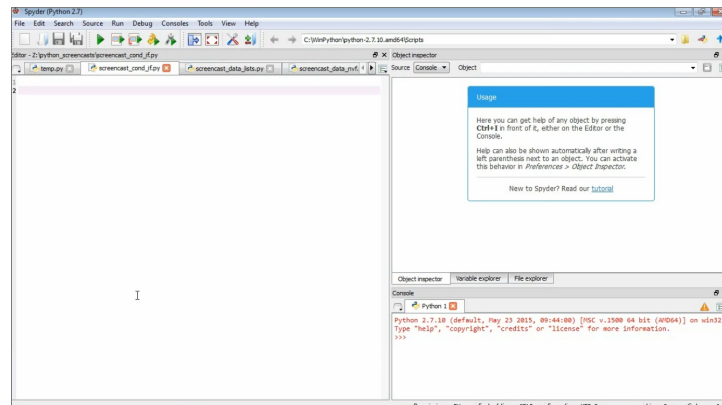 Spyder (Python 2.7)
File Edit Search Source Run Debug Consoles Tools View Help
C:\WinPython\python-2.7.10.amd64\Scripts
Editor - Z:\python_screencasts\screencast_cond_if.py
Object inspector
temp.py screencast_cond_if.py screencast_data_lists.py screencast_data_nvf.
Source Console Object
1
2
Usage
Here you can get help of any object by pressing
Ctrl+I in front of it, either on the Editor or the
Console.
Help can also be shown automatically after writing a
left parenthesis next to an object. You can activate
this behavior in Preferences > Object Inspector.
New to Spyder? Read our tutorial
Object inspector Variable explorer File explorer
Console
Python 1
Python 2.7.10 (default, May 23 2015, 09:44:00) [MSC v.1500 64 bit (AMD64)] on win32
Type "help", "copyright", "credits" or "license" for more information.
>>>